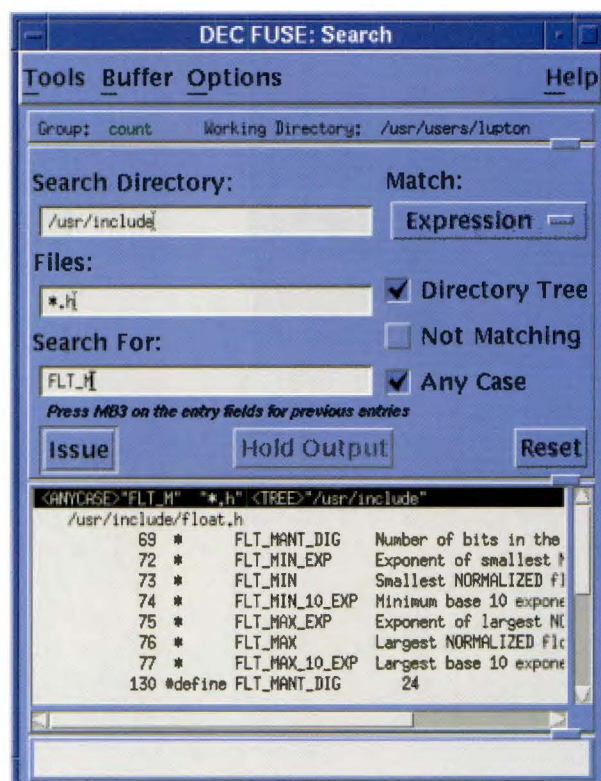 DEC FUSE: Search
Tools Buffer Options Help
Group: count Working Directory: /usr/users/lupton
Search Directory:
Match:
/usr/include
Expression
Files:
*.h
Directory Tree
Not Matching
Search For:
FLT_M
Any Case
Press MB3 on the entry fields for previous entries
Issue Hold Output Reset
<ANYCASE>"FLT_M" "*.h" <TREE>"/usr/include"
/usr/include/float.h
69 * FLT_MANT_DIG Number of bits in the
72 * FLT_MIN_EXP Exponent of smallest
73 * FLT_MIN Smallest NORMALIZED fl
74 * FLT_MIN_10_EXP Minimum base 10 expone
75 * FLT_MAX_EXP Exponent of largest NO
76 * FLT_MAX Largest NORMALIZED flo
77 * FLT_MAX_10_EXP Largest base 10 expone
130 #define FLT_MANT_DIG 24